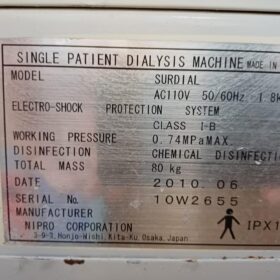 SINGLE PATIENT DIALYSIS MACHINE MADE IN
MODEL SURDIAL
AC110V 50/60Hz 1.8k
ELECTRO-SHOCK PROTECTION SYSTEM
CLASS I-B
WORKING PRESSURE 0.74MPaMAX.
DISINFECTION CHEMICAL DISINFECTIO
TOTAL MASS 80 kg
DATE 2010.06
SERIAL No. 10W2655
MANUFACTURER
NIPRO CORPORATION IPX1
3-9-3, Honjo-Nishi, Kita-Ku, Osaka, Japan